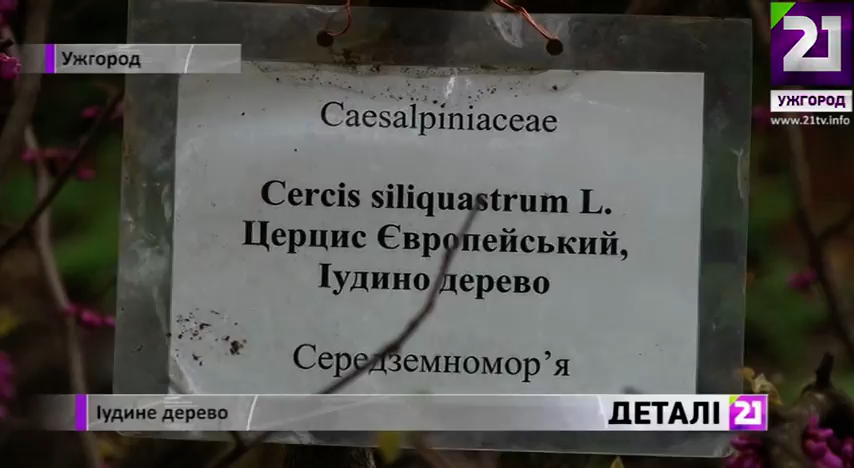 Ужгород
21
УЖГОРОД
www.21tv.info
Caesalpiniaceae
Cercis siliquastrum L.
Церцис Європейський,
Іудино дерево
Середземномор’я
Іудине дерево
ДЕТАЛІ 21